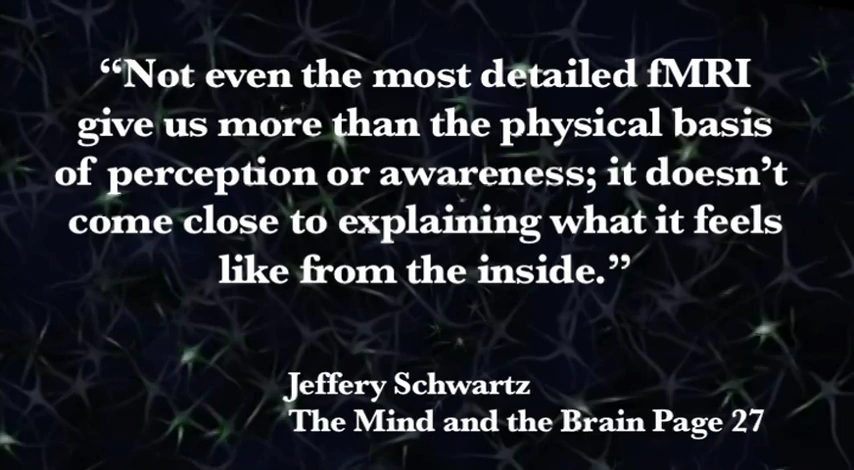 “Not even the most detailed fMRI
give us more than the physical basis
of perception or awareness; it doesn’t
come close to explaining what it feels
like from the inside.”
Jeffery Schwartz
The Mind and the Brain Page 27